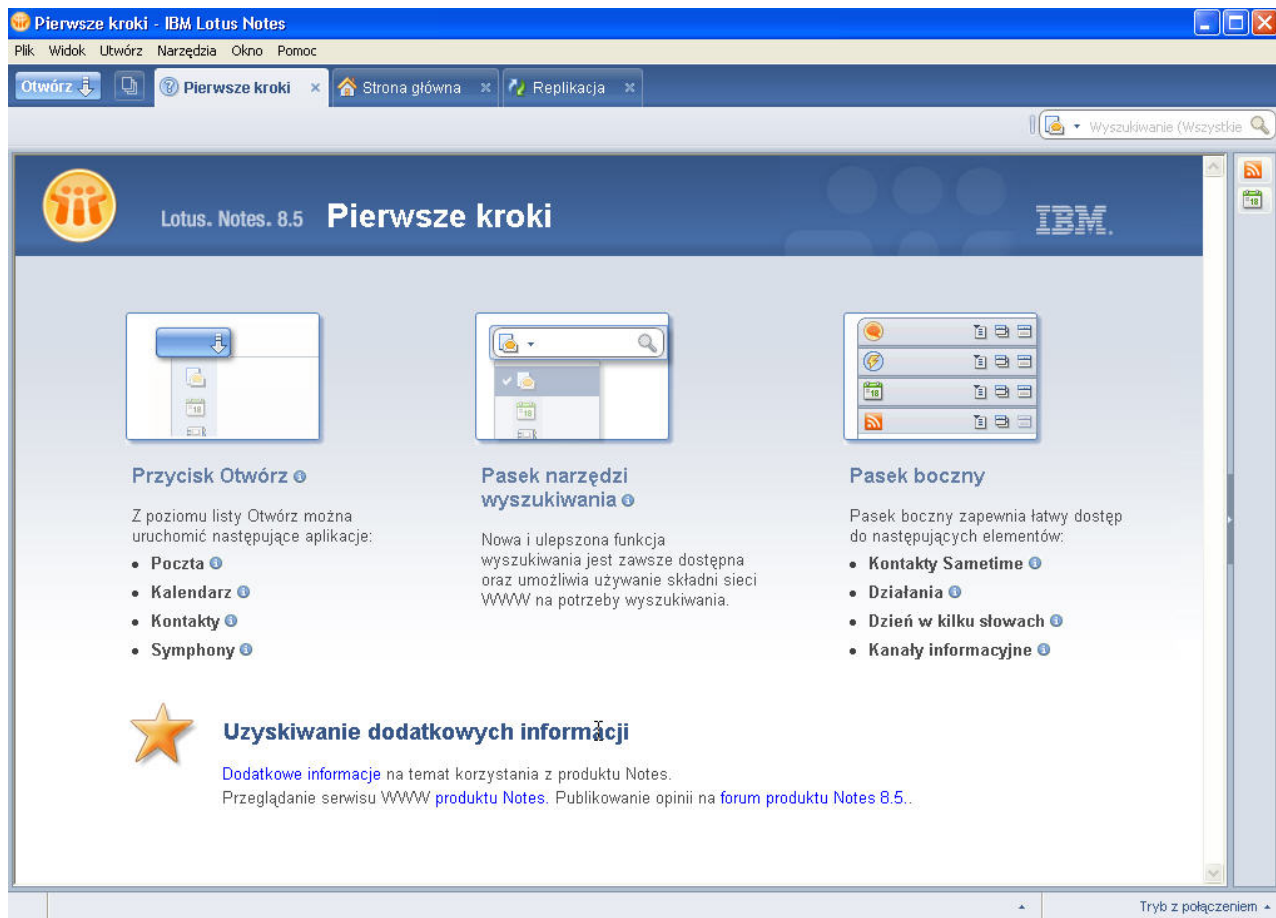 Pierwsze kroki - IBM Lotus Notes
Plik Widok Utwórz Narzędzia Okno Pomoc
Otwórz Pierwsze kroki Strona główna Replikacja
Wyszukiwanie (Wszystkie
Lotus. Notes. 8.5 Pierwsze kroki IBM.
18
18
18
18
Przycisk Otwórz
Z poziomu listy Otwórz można
uruchomić następujące aplikacje:
• Poczta
• Kalendarz
• Kontakty
• Symphony
Pasek narzędzi
wyszukiwania
Nowa i ulepszona funkcja
wyszukiwania jest zawsze dostępna
oraz umożliwia używanie składni sieci
WWW na potrzeby wyszukiwania.
Pasek boczny
Pasek boczny zapewnia łatwy dostęp
do następujących elementów:
• Kontakty Sametime
• Działania
• Dzień w kilku słowach
• Kanały informacyjne
Uzyskiwanie dodatkowych informacji
Dodatkowe informacje na temat korzystania z produktu Notes.
Przeglądanie serwisu WWW produktu Notes. Publikowanie opinii na forum produktu Notes 8.5..
Tryb z połączeniem